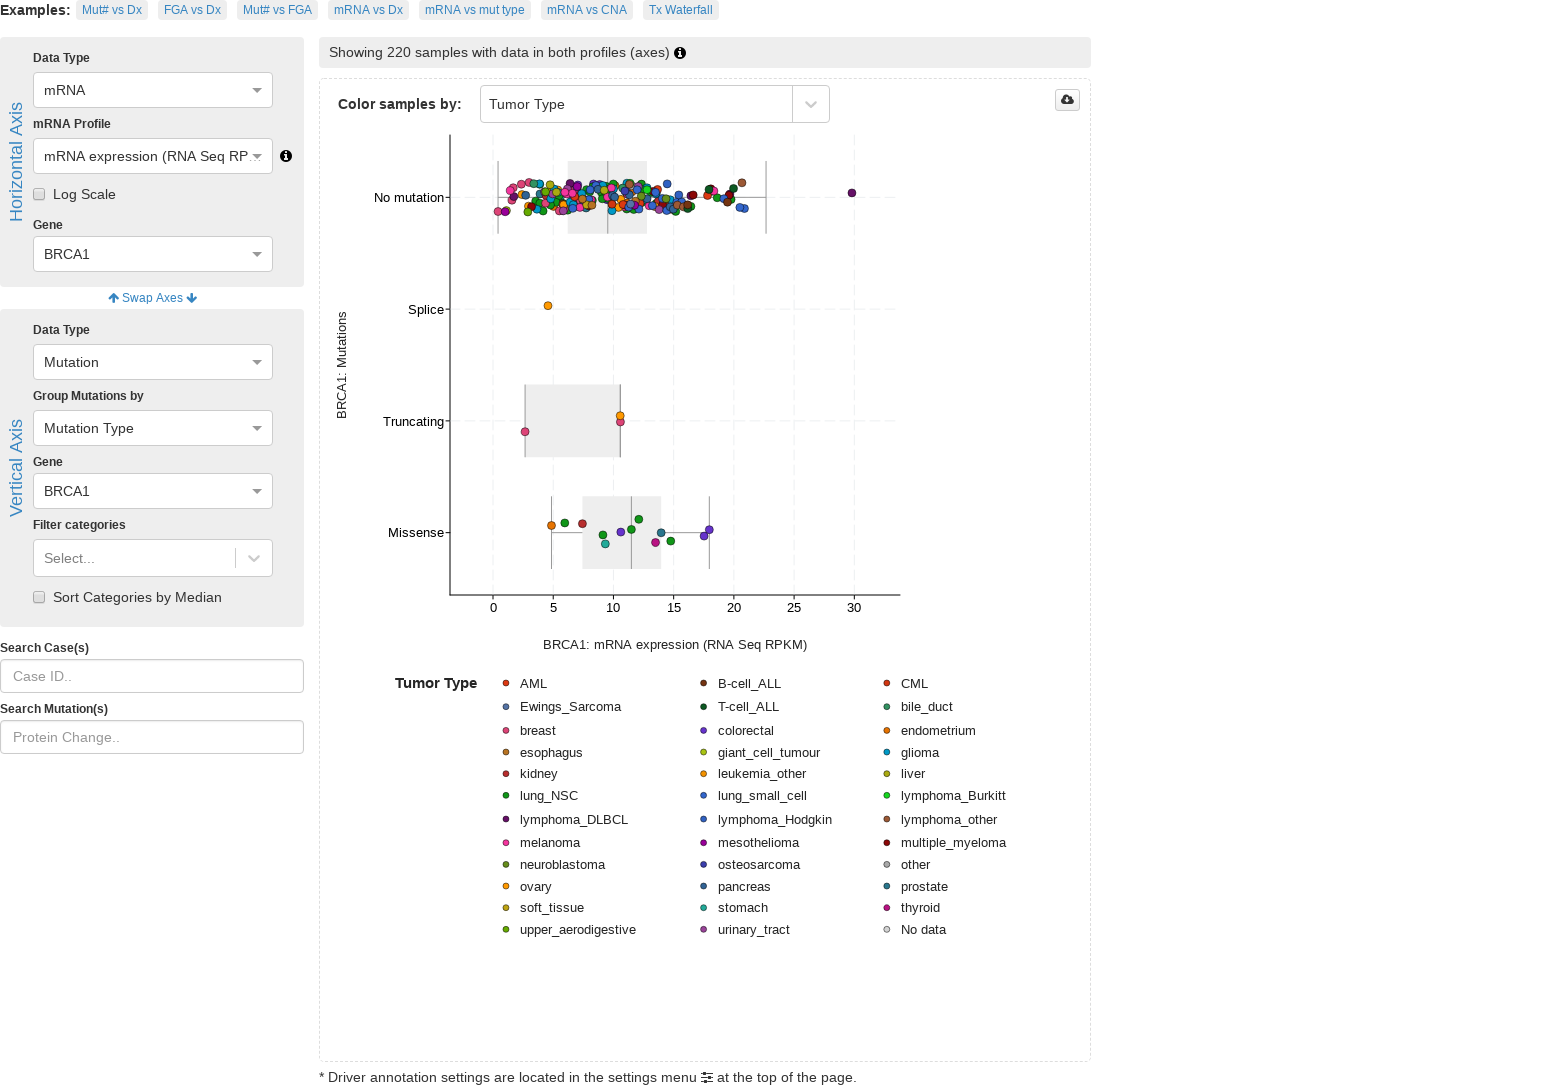 Examples: Mut# vs Dx FGA vs Dx Mut# vs FGA mRNA vs Dx mRNA vs mut type mRNA vs CNA Tx Waterfall
Horizontal Axis
Data Type
mRNA
mRNA Profile
mRNA expression (RNA Seq RP...
Log Scale
Gene
BRCA1
Swap Axes
Vertical Axis
Data Type
Mutation
Group Mutations by
Mutation Type
Gene
BRCA1
Filter categories
Select...
Sort Categories by Median
Search Case(s)
Case ID..
Search Mutation(s)
Protein Change..
Showing 220 samples with data in both profiles (axes)
Color samples by: Tumor Type
BRCA1: Mutations
No mutation
Splice
Truncating
Missense
0 5 10 15 20 25 30
BRCA1: mRNA expression (RNA Seq RPKM)
Tumor Type
AML B-cell_ALL CML
Ewings_Sarcoma T-cell_ALL bile_duct
breast colorectal endometrium
esophagus giant_cell_tumour glioma
kidney leukemia_other liver
lung_NSC lung_small_cell lymphoma_Burkitt
lymphoma_DLBCL lymphoma_Hodgkin lymphoma_other
melanoma mesothelioma multiple_myeloma
neuroblastoma osteosarcoma other
ovary pancreas prostate
soft_tissue stomach thyroid
upper_aerodigestive urinary_tract No data
* Driver annotation settings are located in the settings menu at the top of the page.